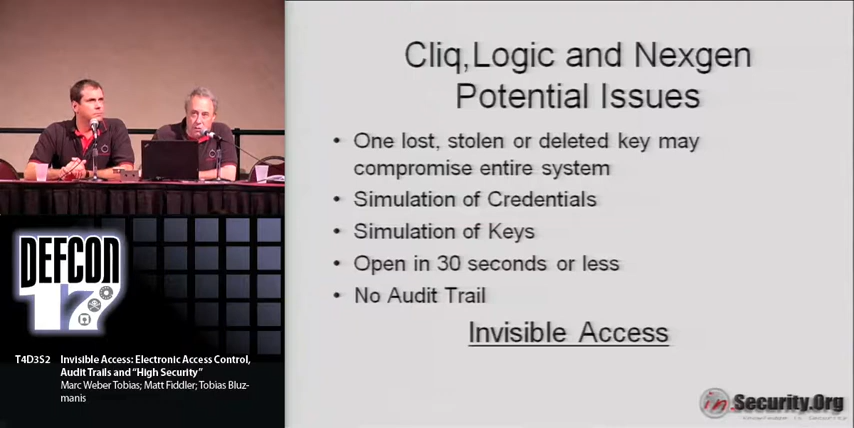 Cliq,Logic and Nexgen
Potential Issues
• One lost, stolen or deleted key may
compromise entire system
• Simulation of Credentials
• Simulation of Keys
• Open in 30 seconds or less
• No Audit Trail
Invisible Access
in.Security.Org
DEFCON
17
T4D3S2 Invisible Access: Electronic Access Control,
Audit Trails and “High Security”
Marc Weber Tobias; Matt Fiddler; Tobias Bluz-
manis